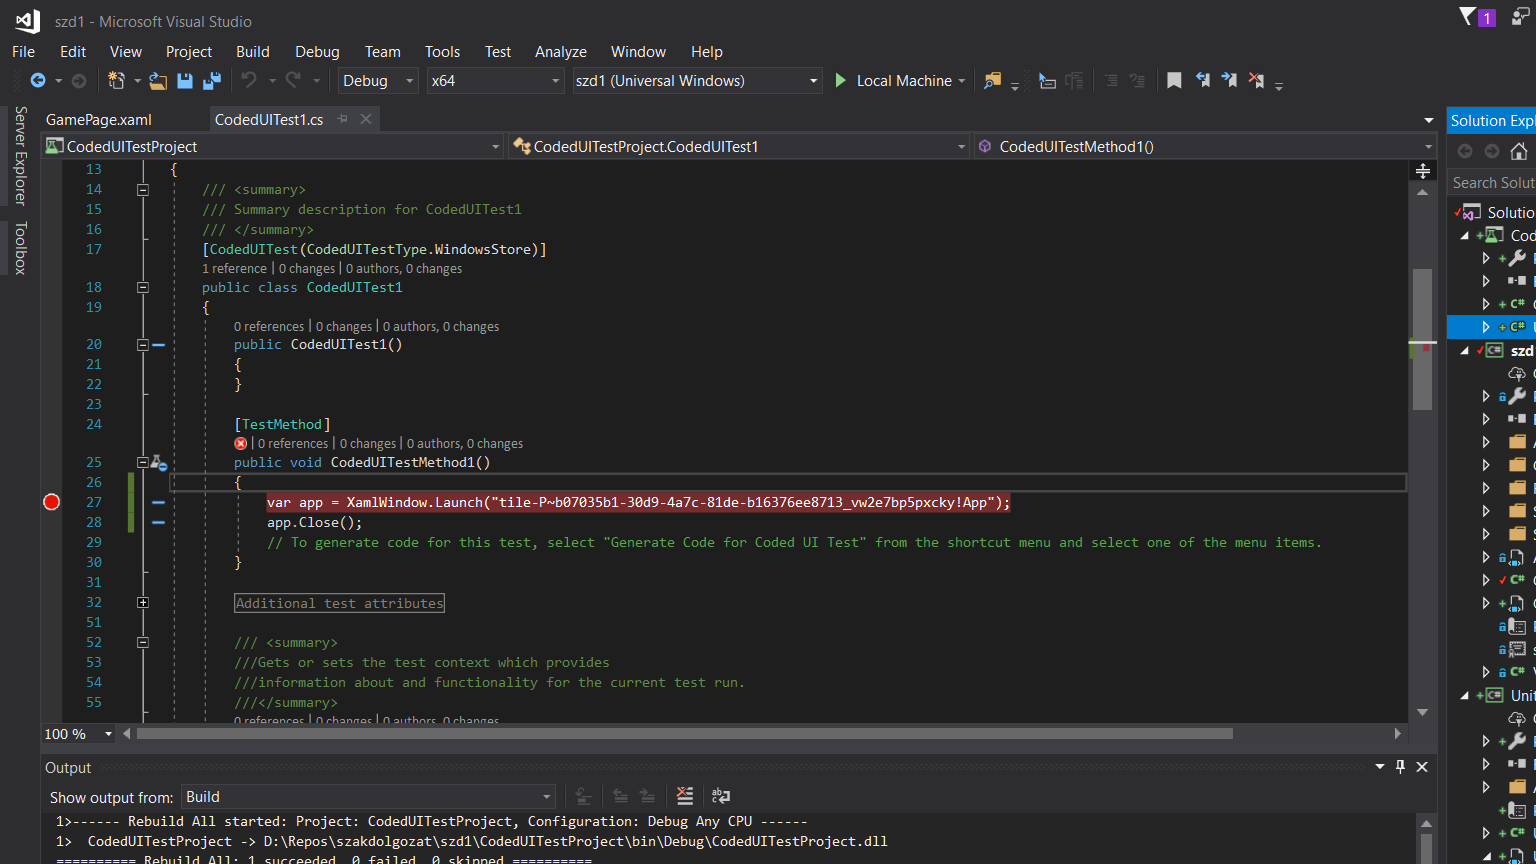 szd1 - Microsoft Visual Studio
1
File Edit View Project Build Debug Team Tools Test Analyze Window Help
Debug x64 szd1 (Universal Windows) Local Machine
Server Explorer
Toolbox
GamePage.xaml CodedUITest1.cs
CodedUITestProject CodedUITestProject.CodedUITest1 CodedUITestMethod1()
13 {
14 /// <summary>
15 /// Summary description for CodedUITest1
16 /// </summary>
17 [CodedUITest(CodedUITestType.WindowsStore)]
1 reference | 0 changes | 0 authors, 0 changes
18 public class CodedUITest1
19 {
0 references | 0 changes | 0 authors, 0 changes
20 public CodedUITest1()
21 {
22 }
23
24 [TestMethod]
| 0 references | 0 changes | 0 authors, 0 changes
25 public void CodedUITestMethod1()
26 {
27 var app = XamlWindow.Launch("tile-P~b07035b1-30d9-4a7c-81de-b16376ee8713_vw2e7bp5pxcky!App");
28 app.Close();
29 // To generate code for this test, select "Generate Code for Coded UI Test" from the shortcut menu and select one of the menu items.
30 }
31
32 Additional test attributes
51
52 /// <summary>
53 ///Gets or sets the test context which provides
54 ///information about and functionality for the current test run.
55 ///</summary>
0 references | 0 changes | 0 authors, 0 changes
100 %
Output
Show output from: Build
1>------ Rebuild All started: Project: CodedUITestProject, Configuration: Debug Any CPU ------
1> CodedUITestProject -> D:\Repos\szakdolgozat\szd1\CodedUITestProject\bin\Debug\CodedUITestProject.dll
========== Rebuild All: 1 succeeded, 0 failed, 0 skipped ==========
Solution Expl
Search Solut
Solutio
Cod
szd
Unit